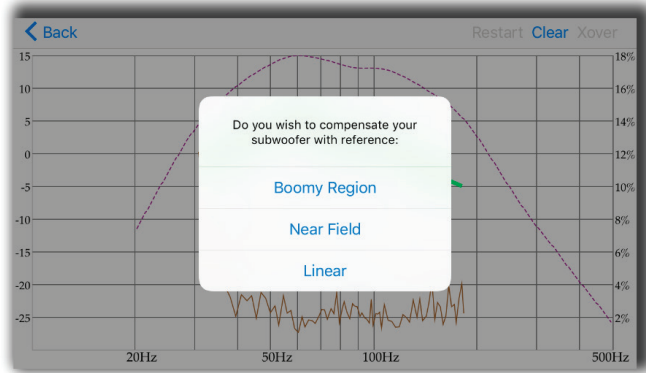 Back
Restart Clear Xover
15
10
5
0
-5
-10
-15
-20
-25
Do you wish to compensate your
subwoofer with reference:
Boomy Region
Near Field
Linear
18%
16%
14%
12%
10%
8%
6%
4%
2%
20Hz 50Hz 100Hz 500Hz